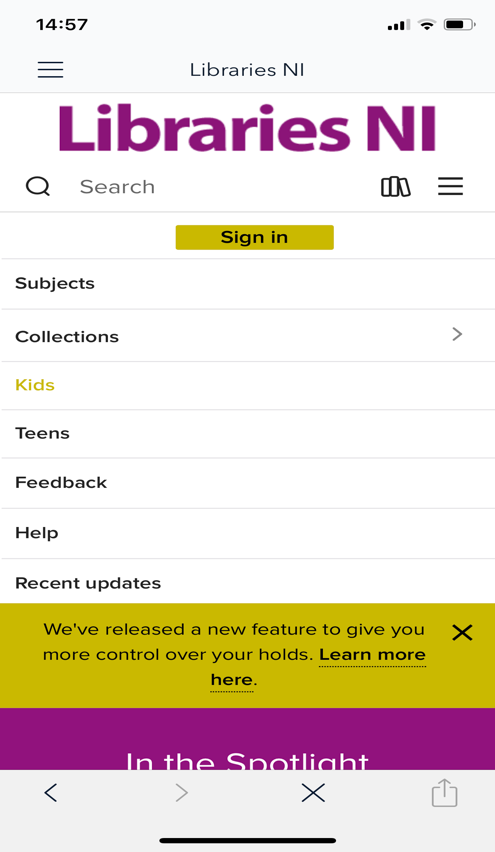 14:57
Libraries NI
Libraries NI
Search
Sign in
Subjects
Collections
Kids
Teens
Feedback
Help
Recent updates
We've released a new feature to give you
more control over your holds. Learn more
here.
In the Spotlight